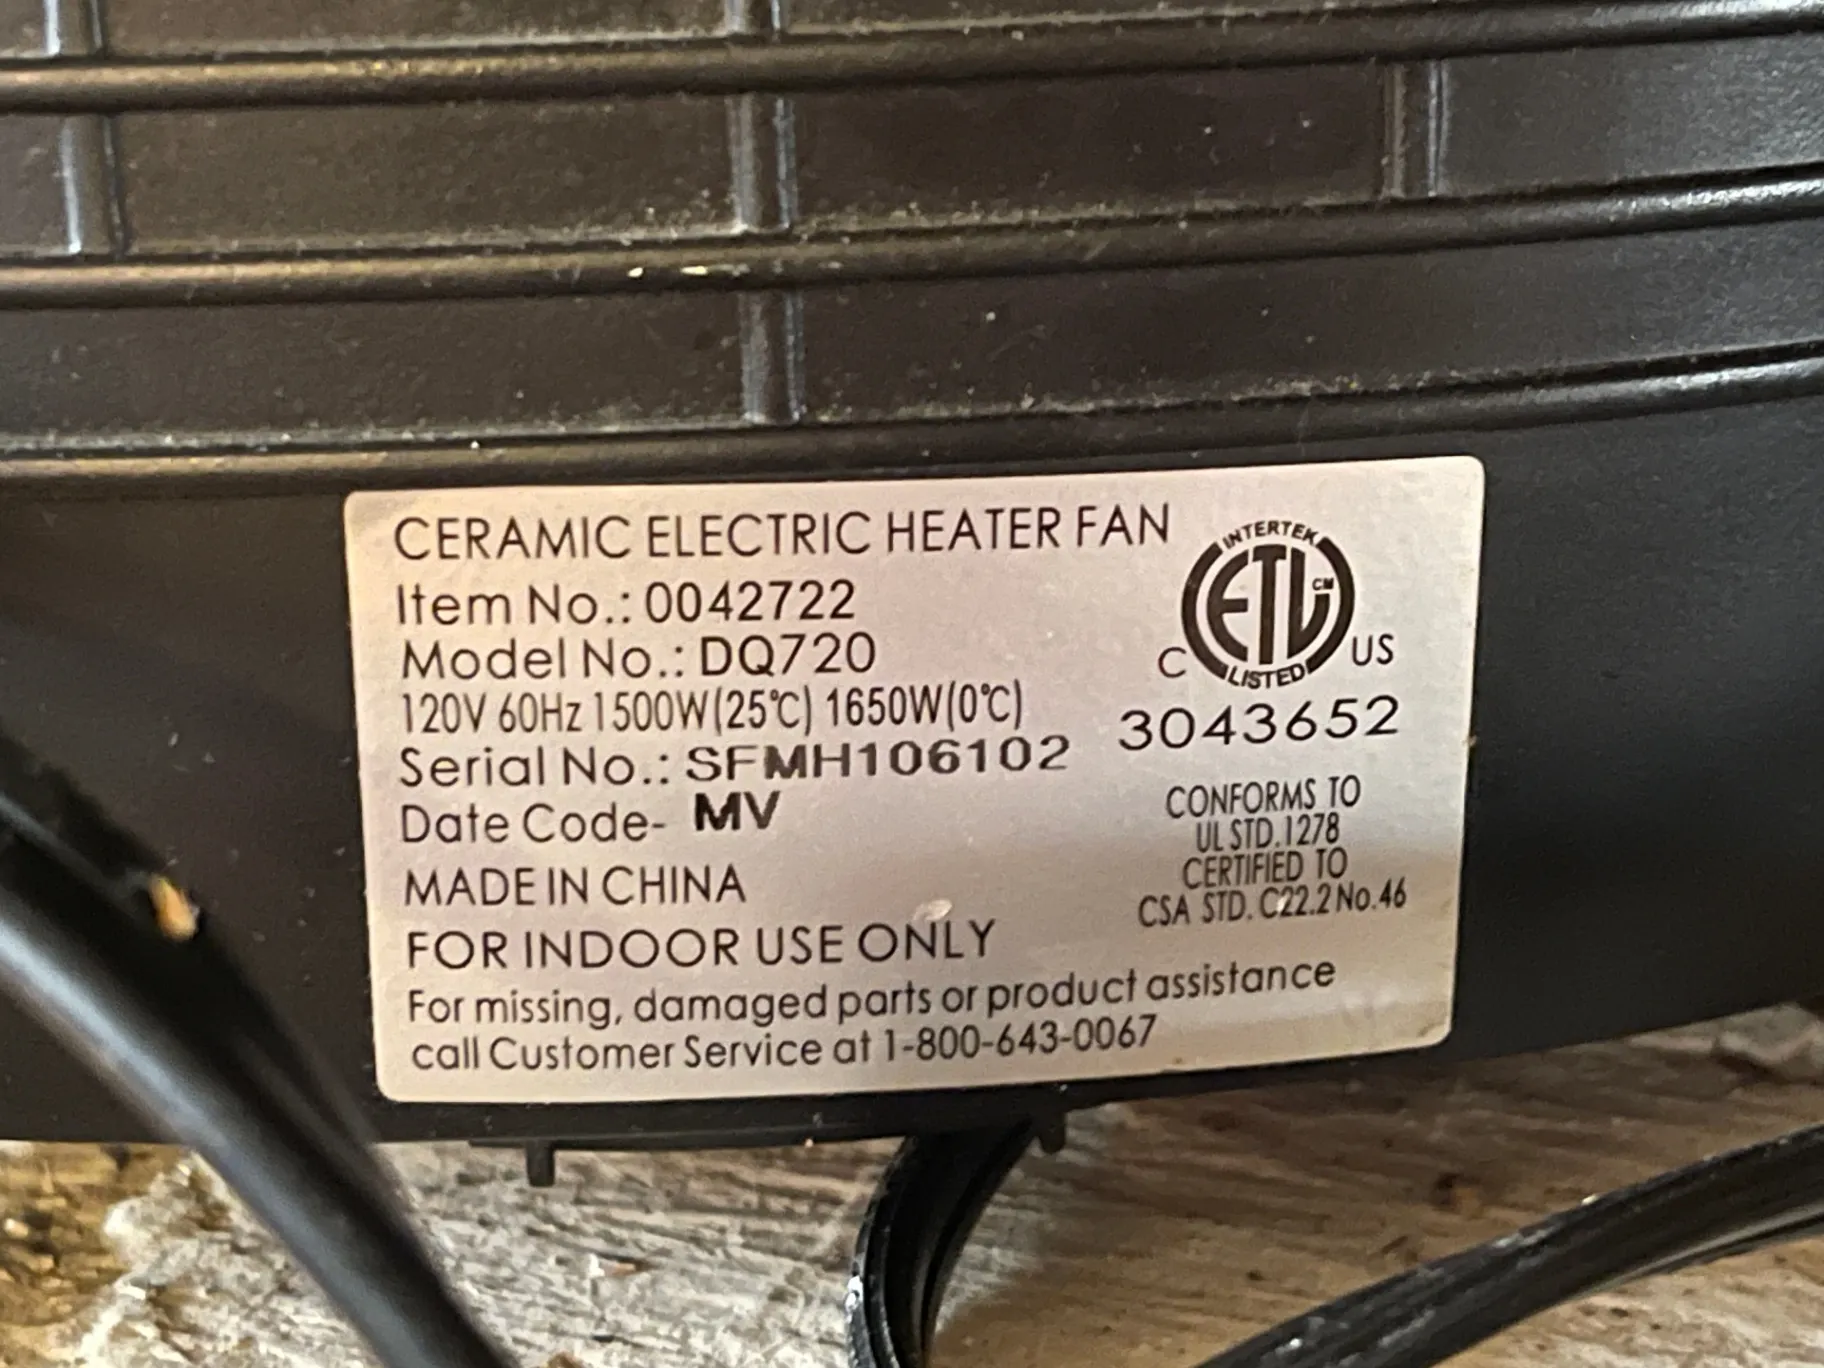 CERAMIC ELECTRIC HEATER FAN
Item No.: 0042722
Model No.: DQ720
120V 60Hz 1500W(25℃) 1650W(0℃)
Serial No.: SFMH106102
Date Code- MV
MADE IN CHINA
FOR INDOOR USE ONLY
For missing, damaged parts or product assistance
call Customer Service at 1-800-643-0067
INTERTEK
ETL CM
C US
LISTED
3043652
CONFORMS TO
UL STD.1278
CERTIFIED TO
CSA STD. C22.2 No.46